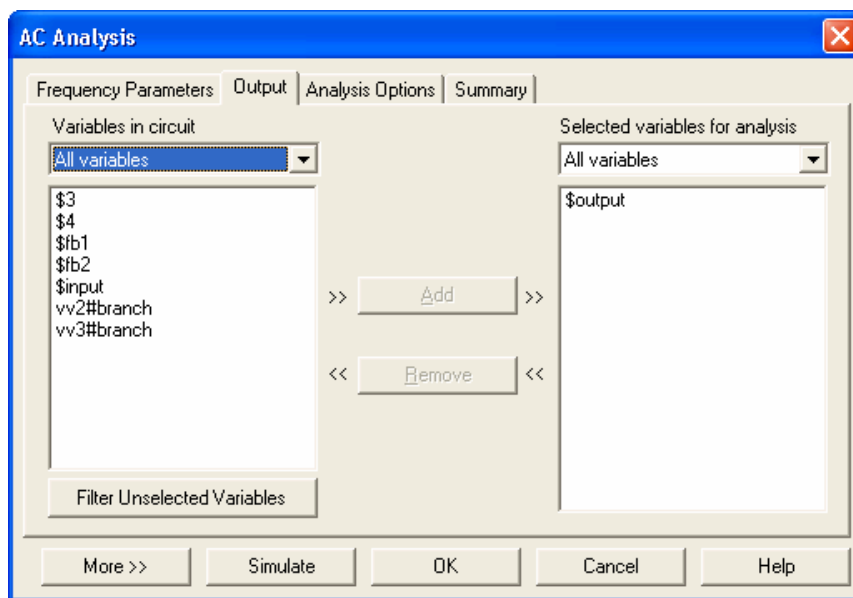 AC Analysis
Frequency Parameters Output Analysis Options Summary
Variables in circuit
All variables
$3
$4
$fb1
$fb2
$input
vv2#branch
vv3#branch
Filter Unselected Variables
>> Add >>
<< Remove <<
Selected variables for analysis
All variables
$output
More >> Simulate OK Cancel Help